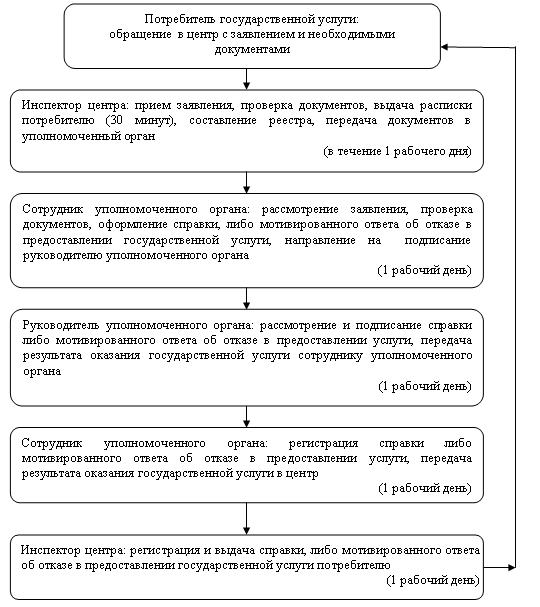 Потребитель государственной услуги:
обращение в центр с заявлением и необходимыми
документами
Инспектор центра: прием заявления, проверка документов, выдача расписки
потребителю (30 минут), составление реестра, передача документов в
уполномоченный орган
(в течение 1 рабочего дня)
Сотрудник уполномоченного органа: рассмотрение заявления, проверка
документов, оформление справки, либо мотивированного ответа об отказе в
предоставлении государственной услуги, направление на подписание
руководителю уполномоченного органа
(1 рабочий день)
Руководитель уполномоченного органа: рассмотрение и подписание справки
либо мотивированного ответа об отказе в предоставлении услуги, передача
результата оказания государственной услуги сотруднику уполномоченного
органа
(1 рабочий день)
Сотрудник уполномоченного органа: регистрация справки либо
мотивированного ответа об отказе в предоставлении услуги, передача
результата оказания государственной услуги в центр
(1 рабочий день)
Инспектор центра: регистрация и выдача справки, либо мотивированного ответа
об отказе в предоставлении государственной услуги потребителю
(1 рабочий день)